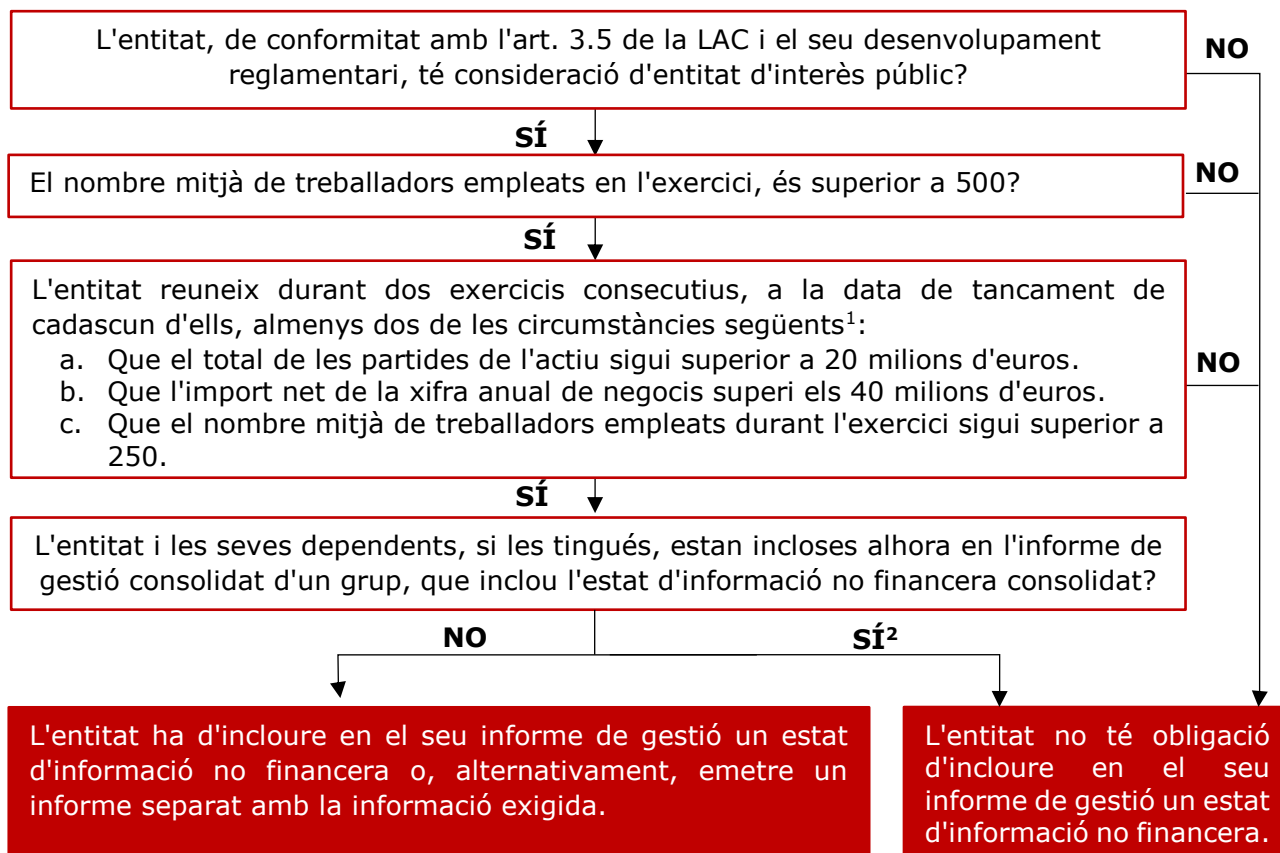 L'entitat, de conformitat amb l'art. 3.5 de la LAC i el seu desenvolupament
reglamentari, té consideració d'entitat d'interès públic?
NO
SÍ
El nombre mitjà de treballadors empleats en l'exercici, és superior a 500?
NO
SÍ
L'entitat reuneix durant dos exercicis consecutius, a la data de tancament de
cadascun d'ells, almenys dos de les circumstàncies següents¹:
a. Que el total de les partides de l'actiu sigui superior a 20 milions d'euros.
b. Que l'import net de la xifra anual de negocis superi els 40 milions d'euros.
c. Que el nombre mitjà de treballadors empleats durant l'exercici sigui superior a
250.
NO
SÍ
L'entitat i les seves dependents, si les tingués, estan incloses alhora en l'informe de
gestió consolidat d'un grup, que inclou l'estat d'informació no financera consolidat?
NO
SÍ²
L'entitat ha d'incloure en el seu informe de gestió un estat
d'informació no financera o, alternativament, emetre un
informe separat amb la informació exigida.
L'entitat no té obligació
d'incloure en el seu
informe de gestió un estat
d'informació no financera.